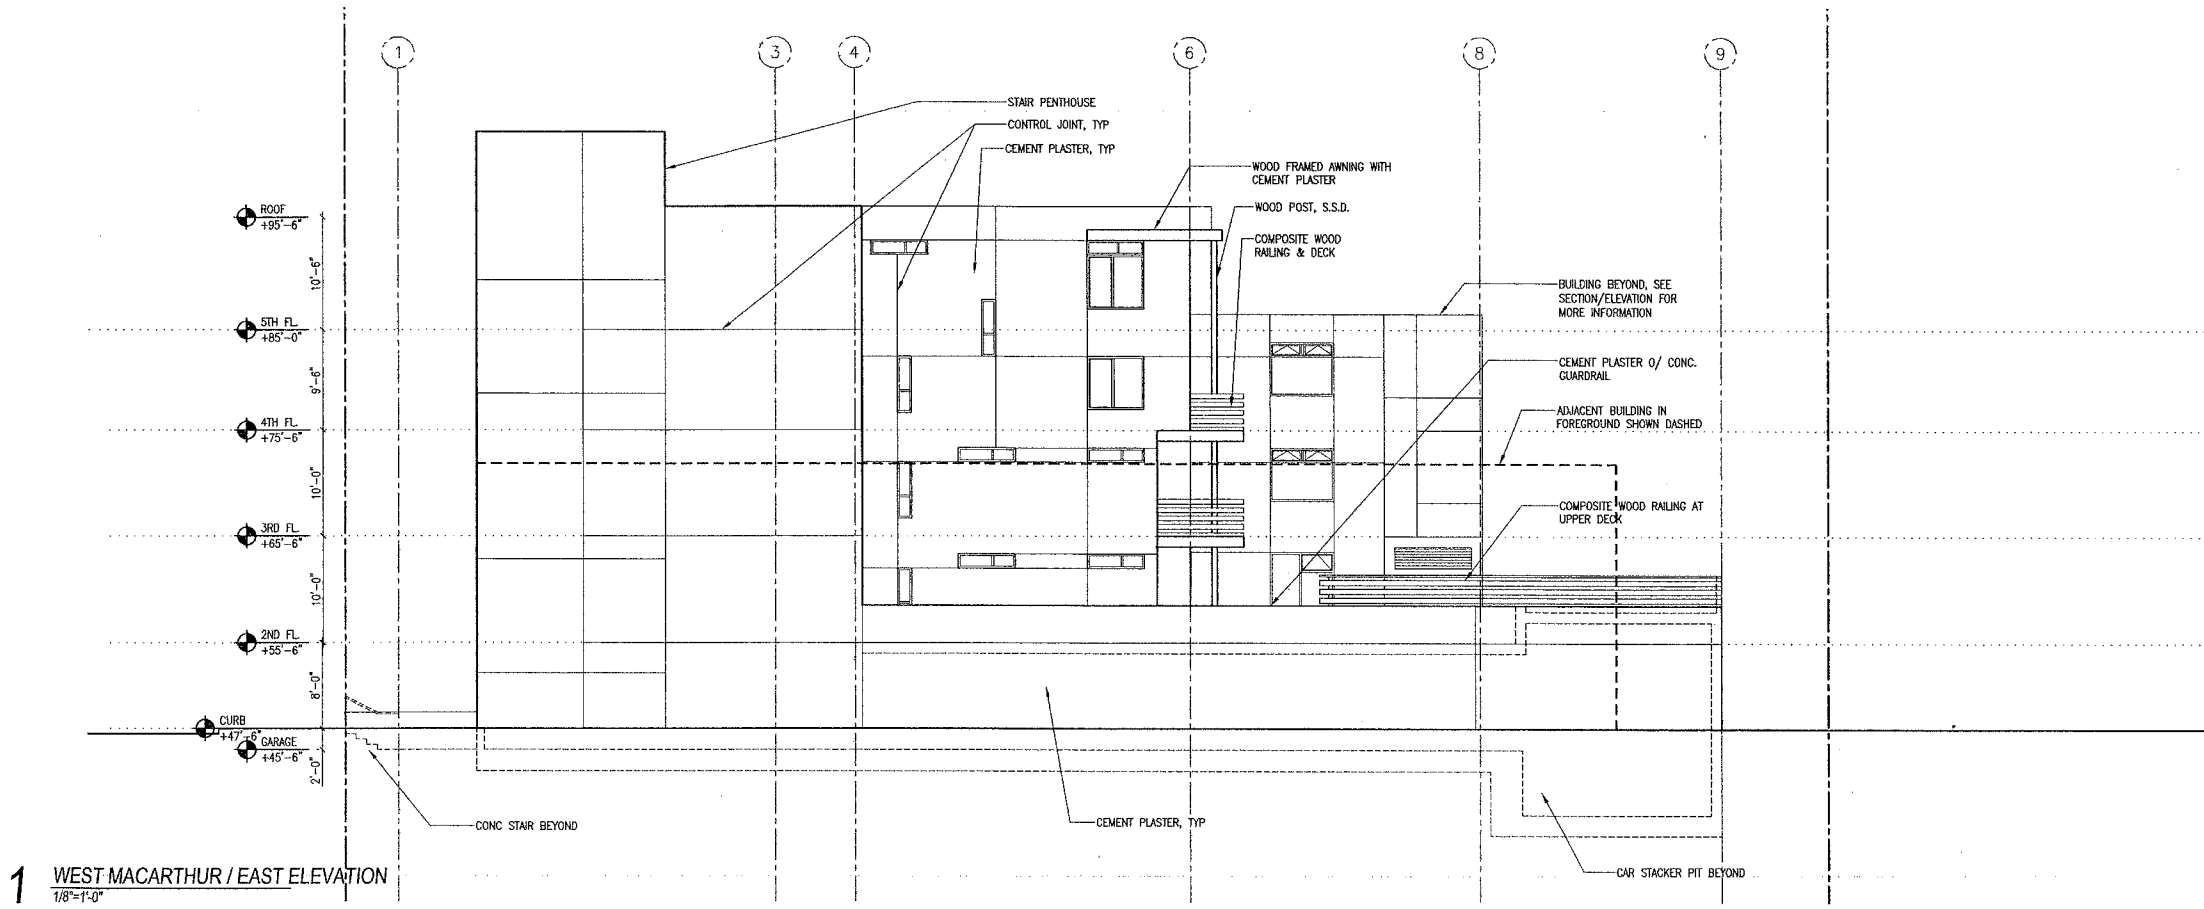 1
3
4
6
8
9
STAIR PENTHOUSE
CONTROL JOINT, TYP
CEMENT PLASTER, TYP
WOOD FRAMED AWNING WITH
CEMENT PLASTER
WOOD POST, S.S.D.
COMPOSITE WOOD
RAILING & DECK
BUILDING BEYOND, SEE
SECTION/ELEVATION FOR
MORE INFORMATION
CEMENT PLASTER O/ CONC.
GUARDRAIL
ADJACENT BUILDING IN
FOREGROUND SHOWN DASHED
COMPOSITE WOOD RAILING AT
UPPER DECK
ROOF
+95'-6"
10'-6"
5TH FL
+85'-0"
9'-6"
4TH FL
+75'-6"
10'-0"
3RD FL
+65'-6"
10'-0"
2ND FL
+55'-6"
8'-0"
CURB
+47'-6"
GARAGE
+45'-6"
2'-0"
CONC STAIR BEYOND
CEMENT PLASTER, TYP
CAR STACKER PIT BEYOND
1 WEST MACARTHUR / EAST ELEVATION
1/8"=1'-0"